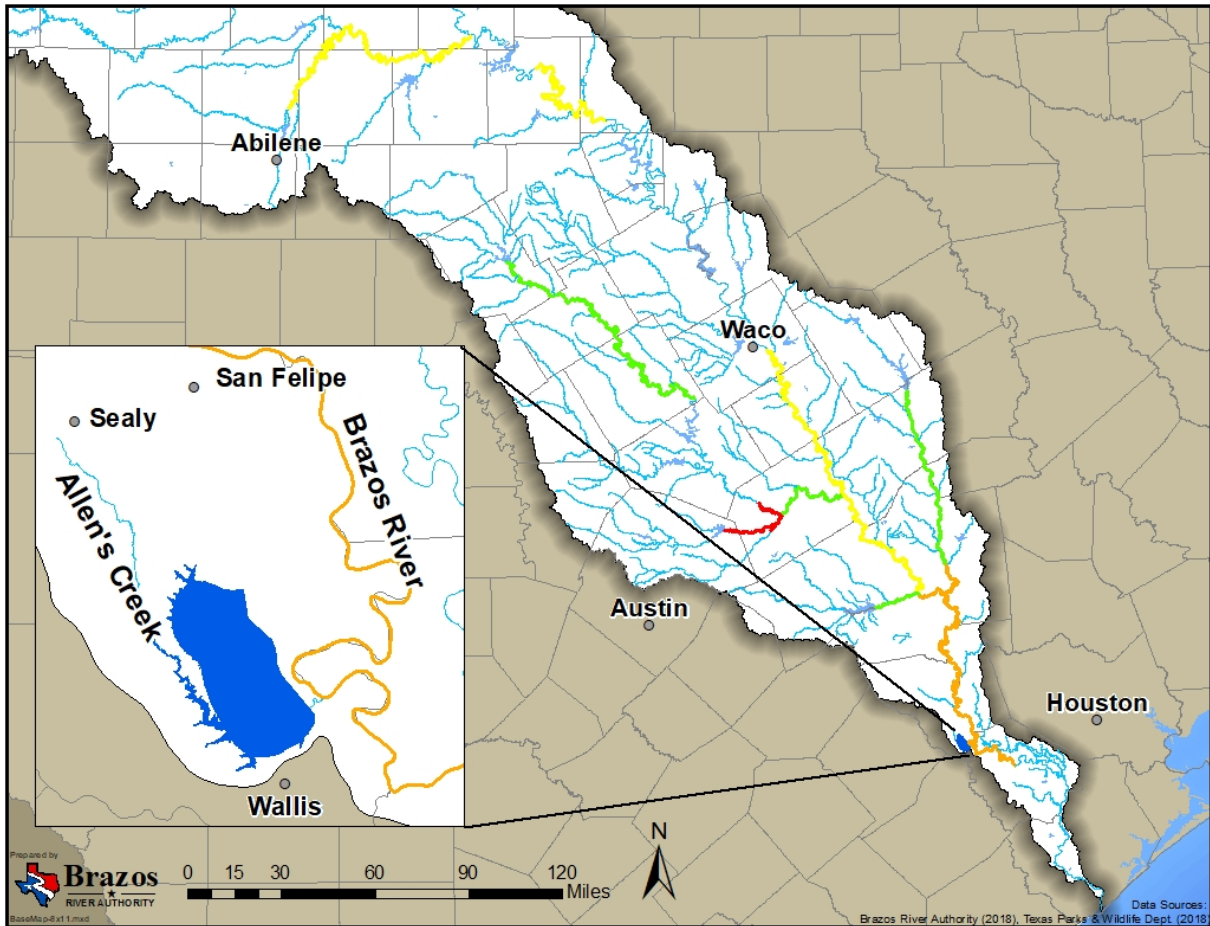 Abilene
Waco
San Felipe
Sealy
Brazos River
Allen's Creek
Austin
Houston
Wallis
N
Prepared by
Brazos
RIVER AUTHORITY
BaseMap-8x11.mxd
0 15 30 60 90 120
Miles
Data Sources:
Brazos River Authority (2018), Texas Parks & Wildlife Dept. (2018)